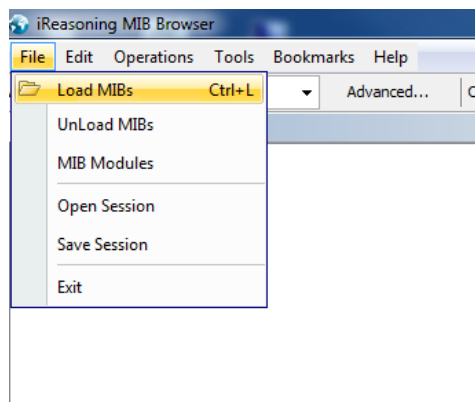 iReasoning MIB Browser
File Edit Operations Tools Bookmarks Help
Load MIBs Ctrl+L
Advanced...
UnLoad MIBs
MIB Modules
Open Session
Save Session
Exit